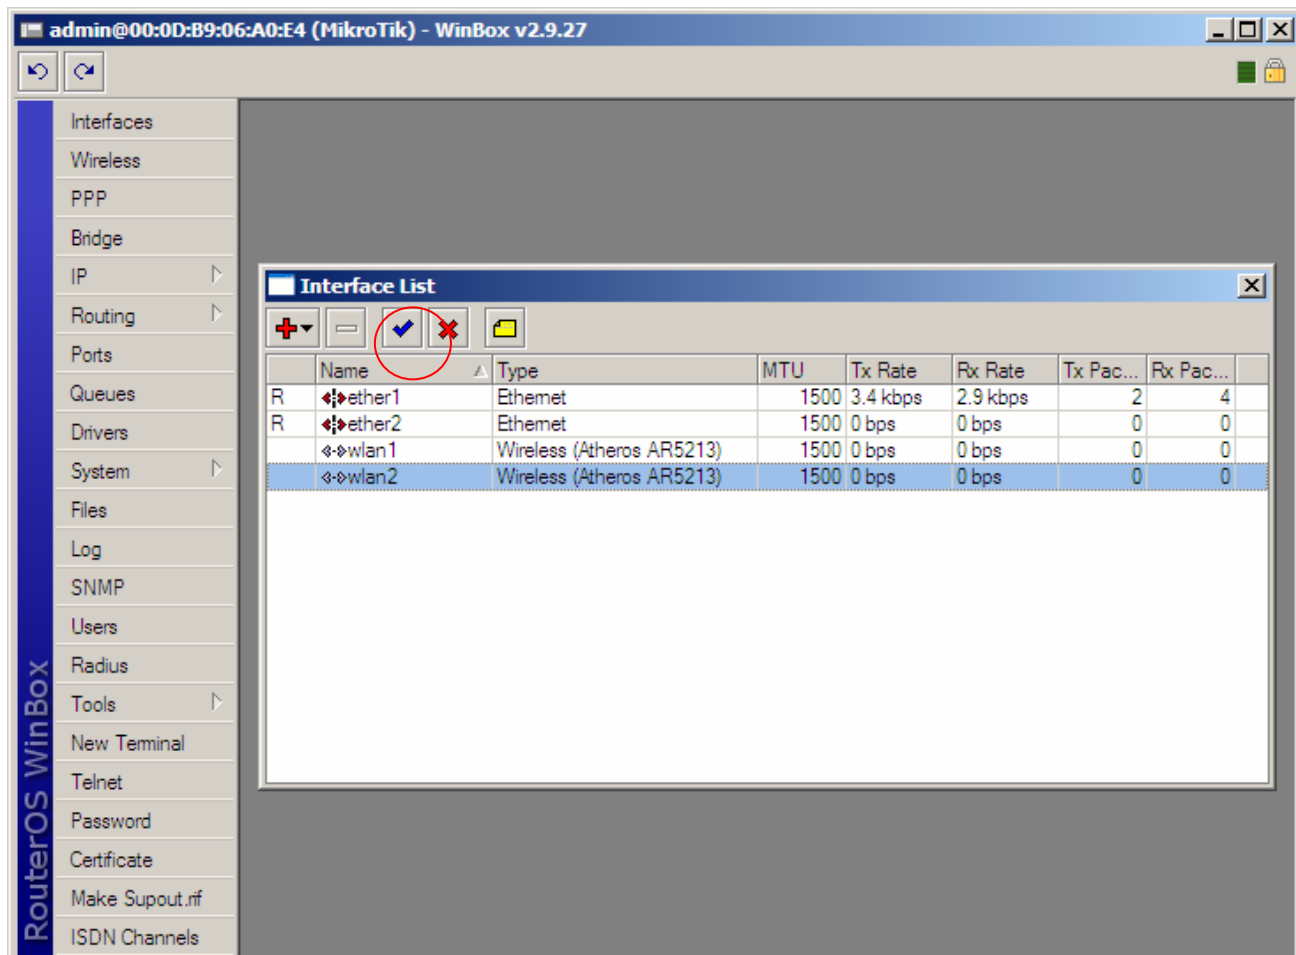 admin@00:0D:B9:06:A0:E4 (MikroTik) - WinBox v2.9.27
RouterOS WinBox
Interfaces
Wireless
PPP
Bridge
IP
Routing
Ports
Queues
Drivers
System
Files
Log
SNMP
Users
Radius
Tools
New Terminal
Telnet
Password
Certificate
Make Supout.rif
ISDN Channels
Interface List
Name Type MTU Tx Rate Rx Rate Tx Pac... Rx Pac...
R ether1 Ethernet 1500 3.4 kbps 2.9 kbps 2 4
R ether2 Ethernet 1500 0 bps 0 bps 0 0
wlan1 Wireless (Atheros AR5213) 1500 0 bps 0 bps 0 0
wlan2 Wireless (Atheros AR5213) 1500 0 bps 0 bps 0 0